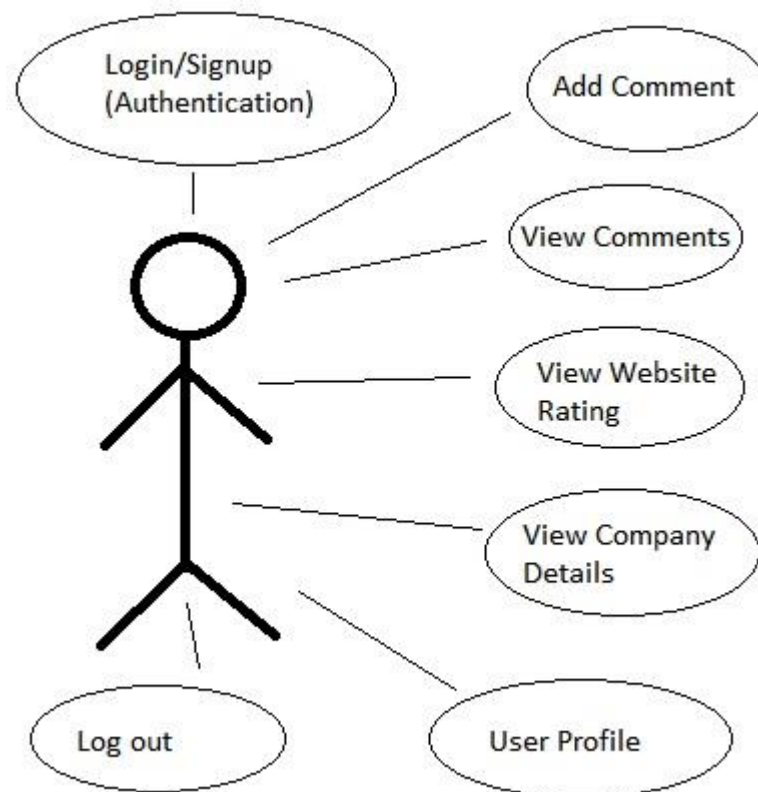 Login/Signup
(Authentication)
Add Comment
View Comments
View Website
Rating
View Company
Details
Log out
User Profile